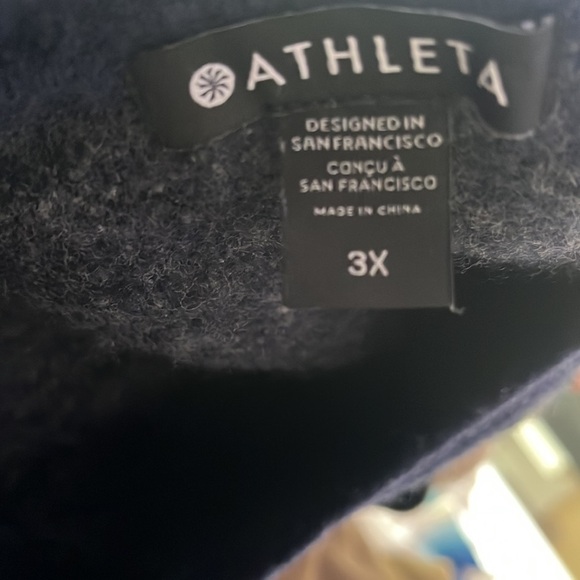 ATHLETA
DESIGNED IN
SAN FRANCISCO
CONÇU À
SAN FRANCISCO
MADE IN CHINA
3X